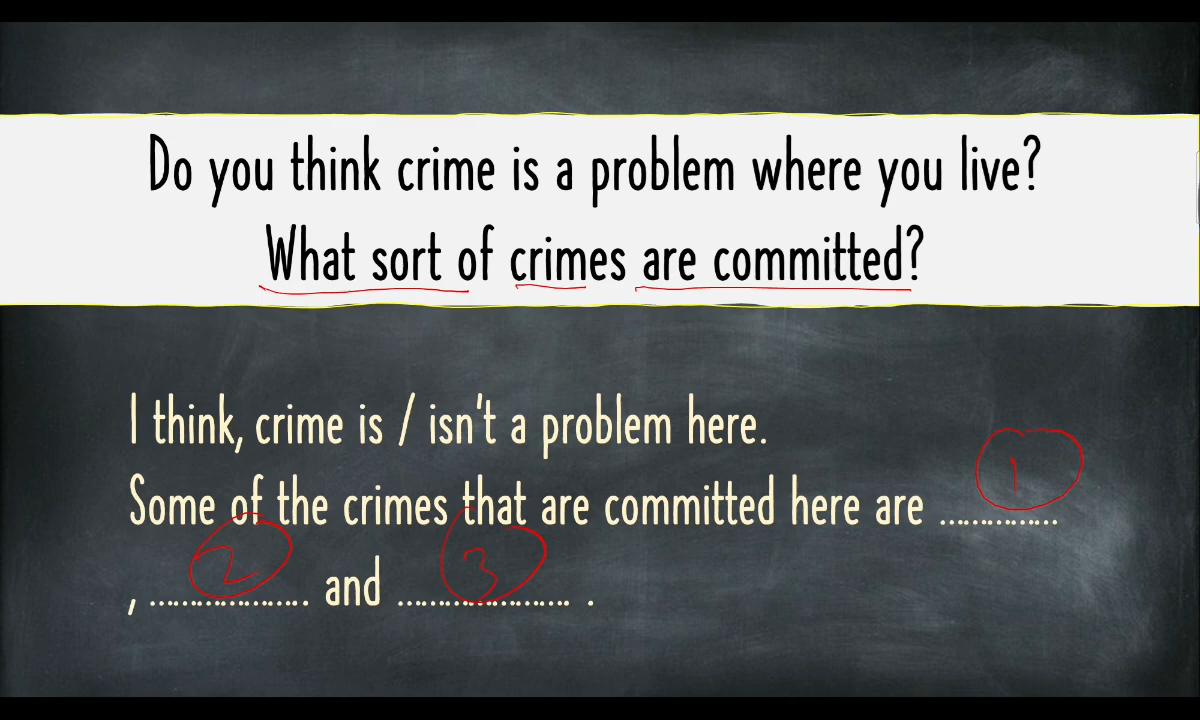 Do you think crime is a problem where you live?
What sort of crimes are committed?
I think, crime is / isn't a problem here.
1
Some of the crimes that are committed here are ...............
2 3
, .................... and ...................... .